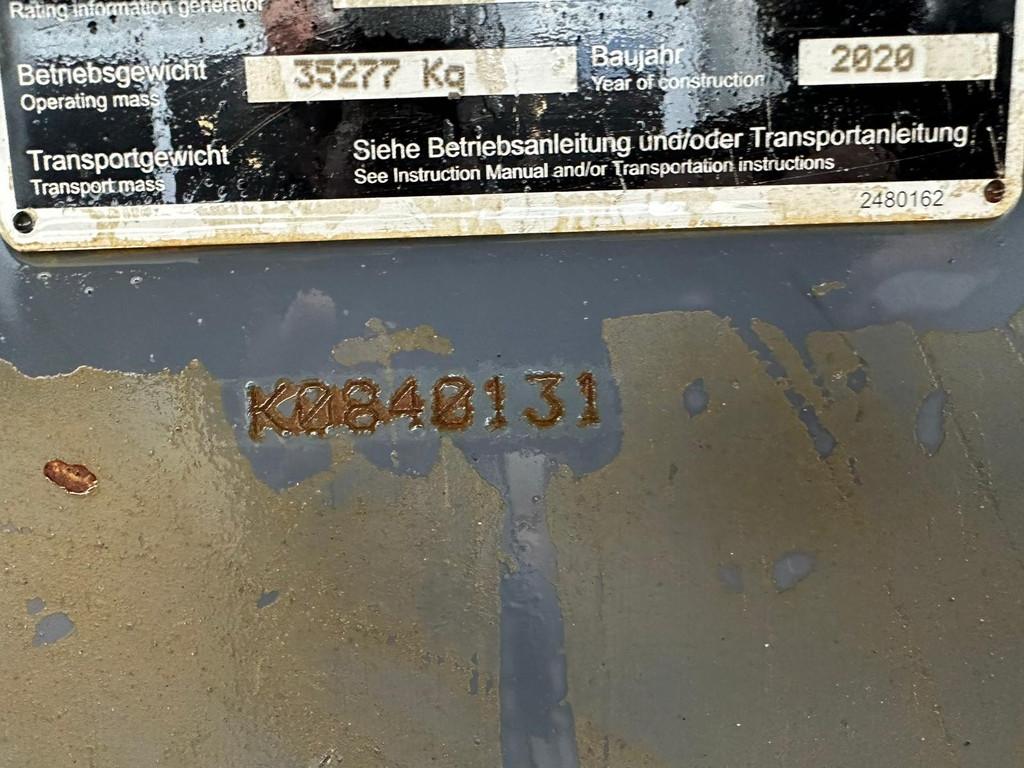 Rating information generator
Betriebsgewicht 35277 Kg Baujahr 2020
Operating mass Year of construction
Transportgewicht Siehe Betriebsanleitung und/oder Transportanleitung
Transport mass See Instruction Manual and/or Transportation instructions
2480162
K0840131